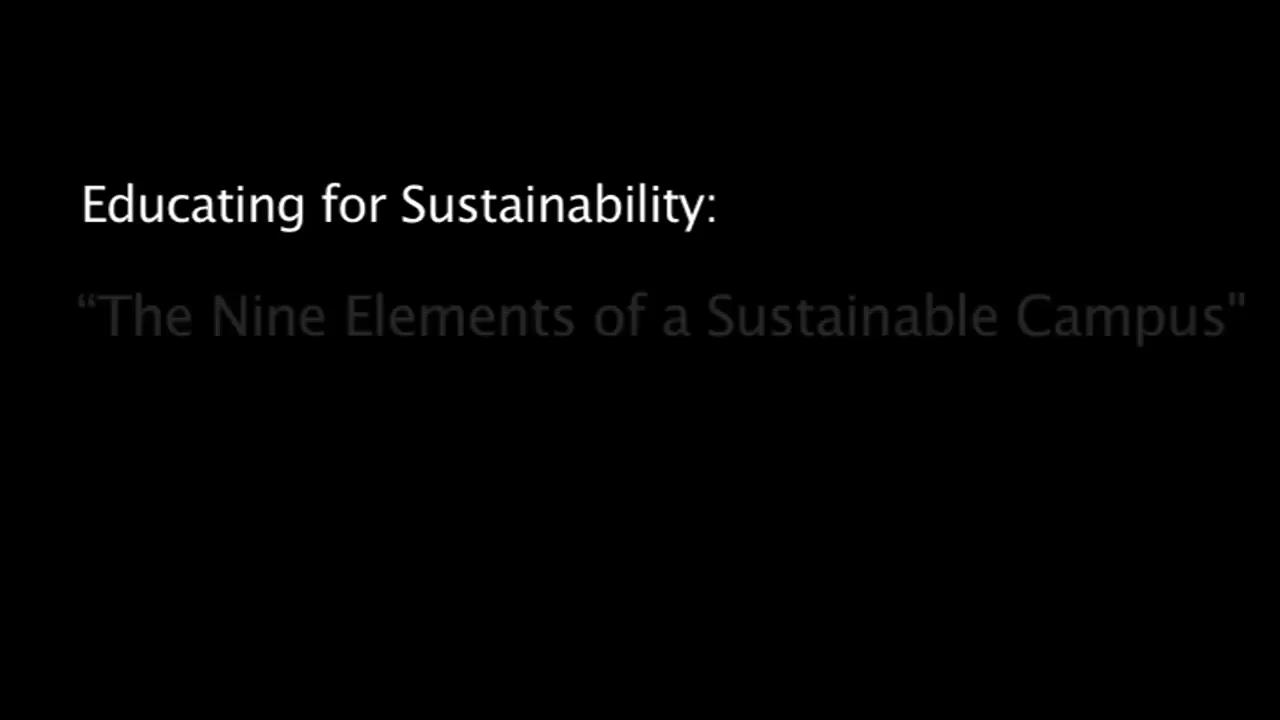 Educating for Sustainability:
“The Nine Elements of a Sustainable Campus"